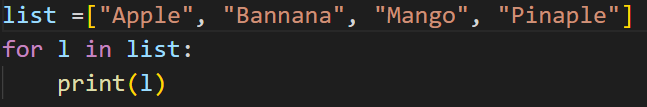 list =["Apple", "Bannana", "Mango", "Pinaple"]
for l in list:
    print(l)